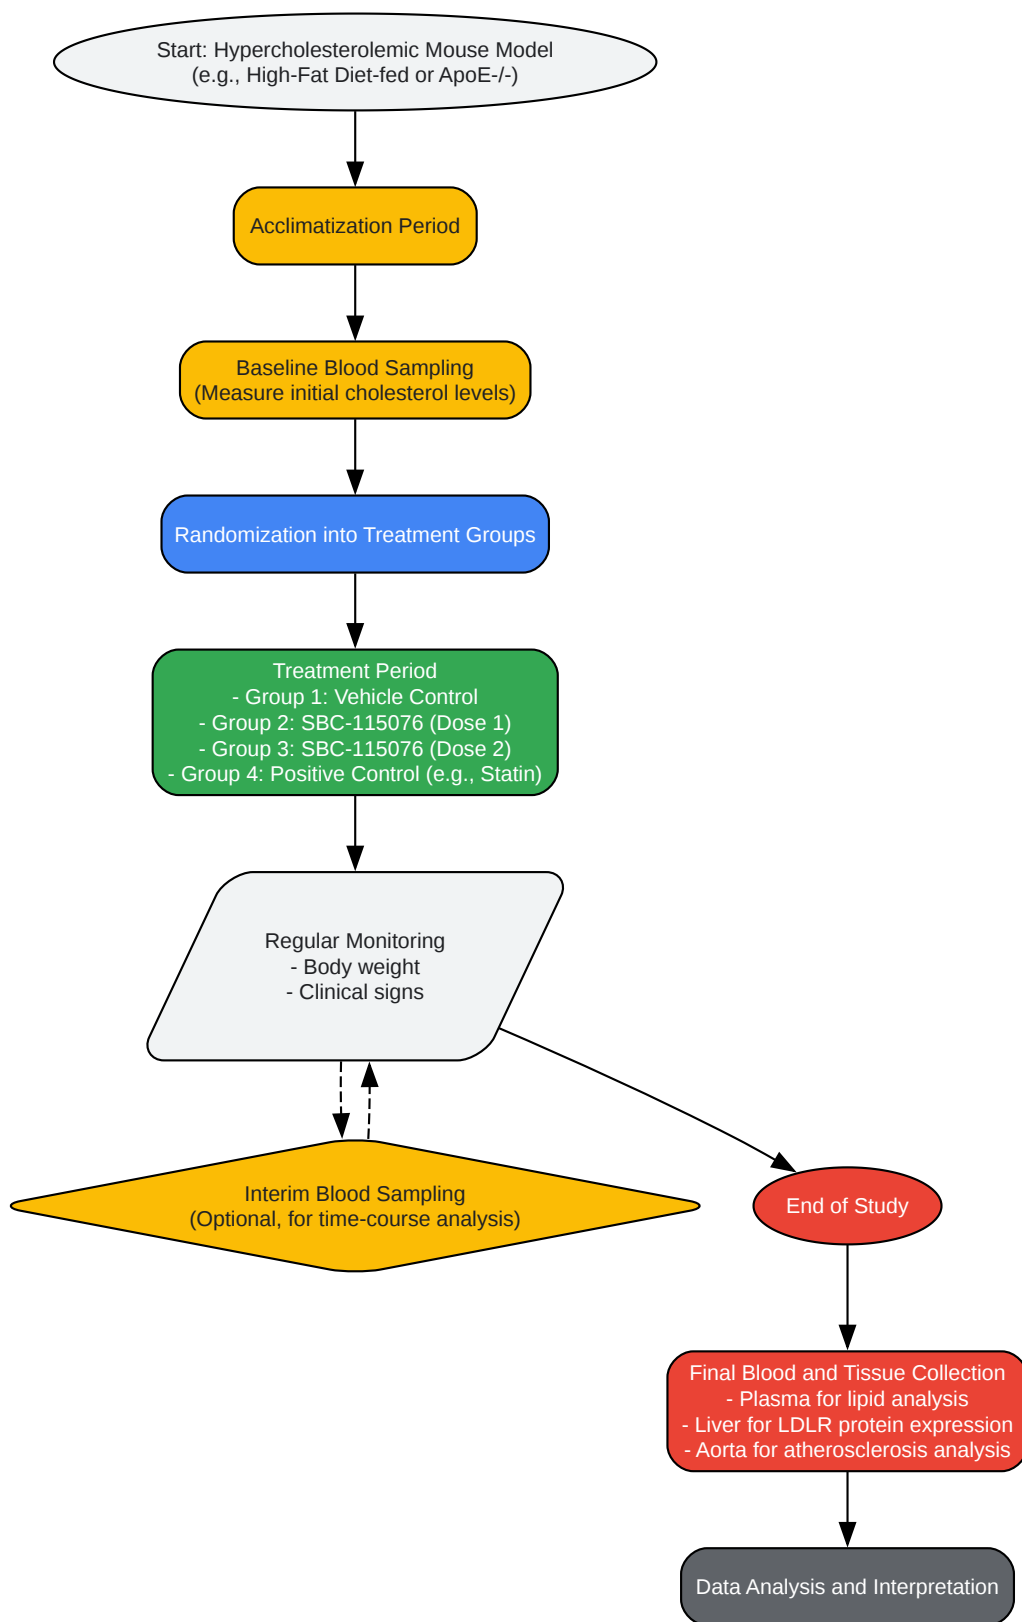 Start: Hypercholesterolemic Mouse Model
(e.g., High-Fat Diet-fed or ApoE-/-)
Acclimatization Period
Baseline Blood Sampling
(Measure initial cholesterol levels)
Randomization into Treatment Groups
Treatment Period
- Group 1: Vehicle Control
- Group 2: SBC-115076 (Dose 1)
- Group 3: SBC-115076 (Dose 2)
- Group 4: Positive Control (e.g., Statin)
Regular Monitoring
- Body weight
- Clinical signs
Interim Blood Sampling
(Optional, for time-course analysis)
End of Study
Final Blood and Tissue Collection
- Plasma for lipid analysis
- Liver for LDLR protein expression
- Aorta for atherosclerosis analysis
Data Analysis and Interpretation